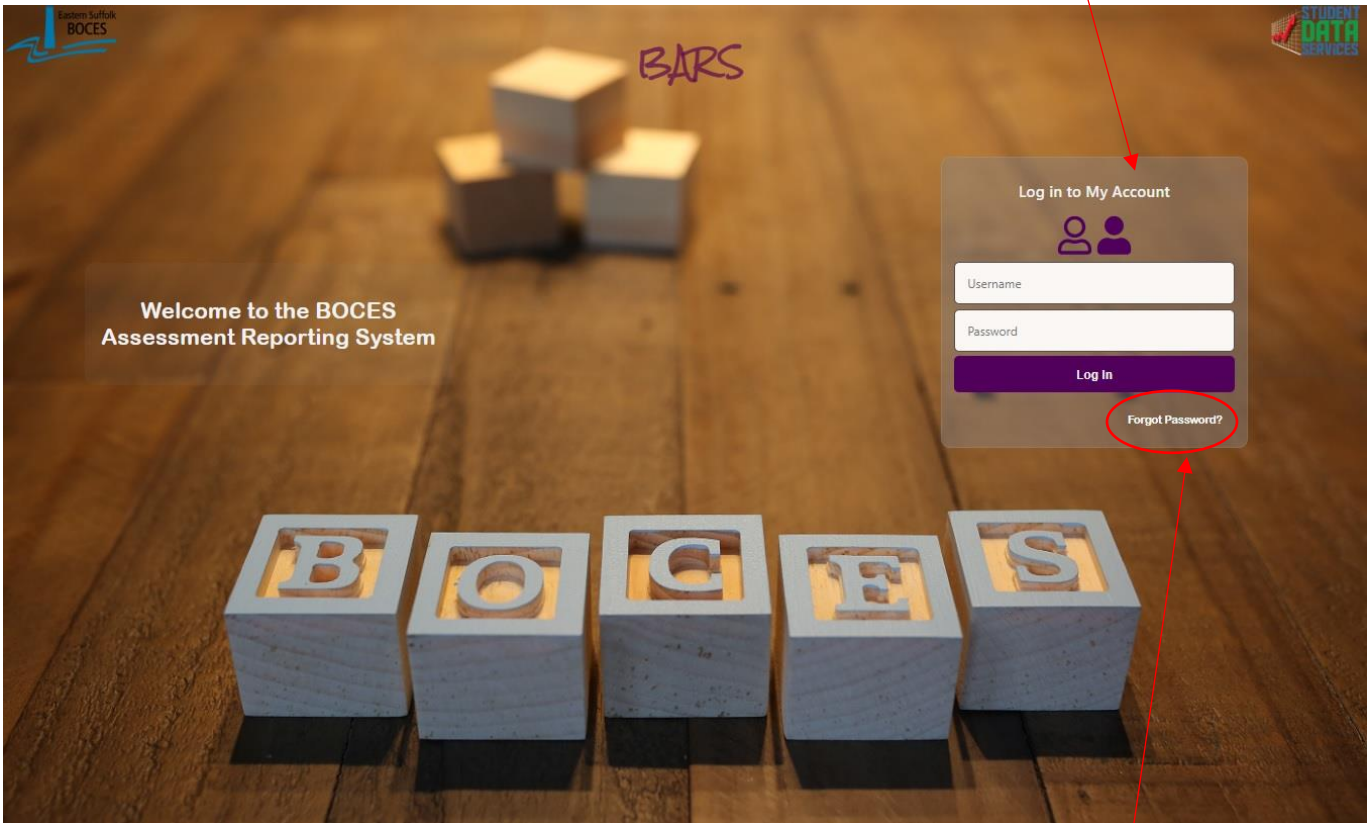 Eastern Suffolk
BOCES
BARS
STUDENT
DATA
SERVICES
Log in to My Account
Username
Password
Log In
Forgot Password?
Welcome to the BOCES
Assessment Reporting System
B O C E S